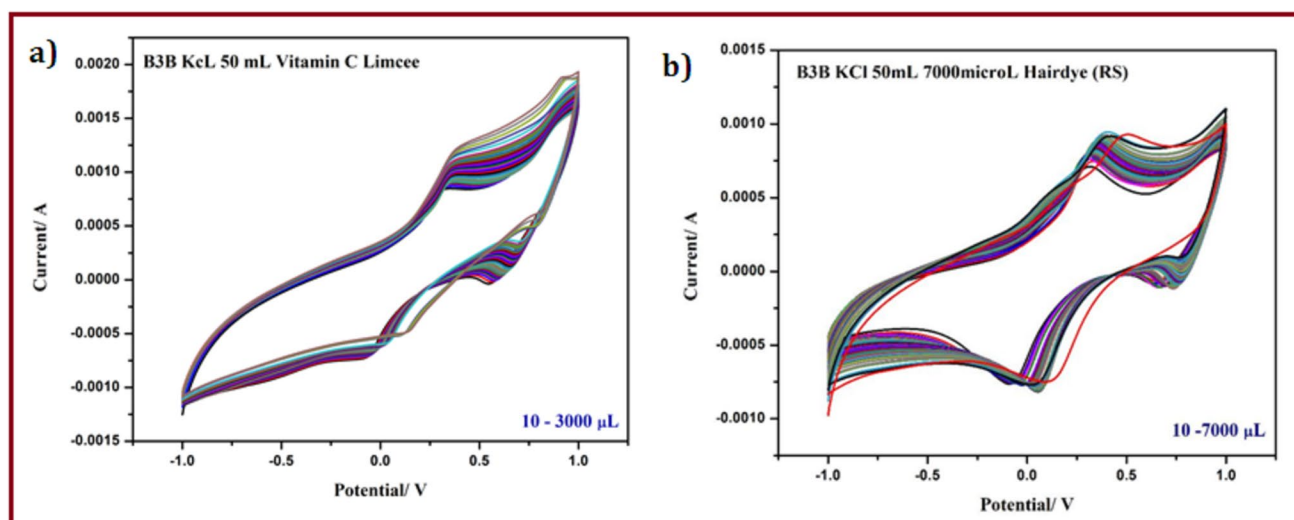 a)
B3B KcL 50 mL Vitamin C Limcee
0.0020
0.0015
0.0010
0.0005
0.0000
-0.0005
-0.0010
-0.0015
Current/ A
-1.0 -0.5 0.0 0.5 1.0
Potential/ V
10 - 3000 µL
b)
B3B KCl 50mL 7000microL Hairdye (RS)
0.0015
0.0010
0.0005
0.0000
-0.0005
-0.0010
Current/ A
-1.0 -0.5 0.0 0.5 1.0
Potential/ V
10 -7000 µL